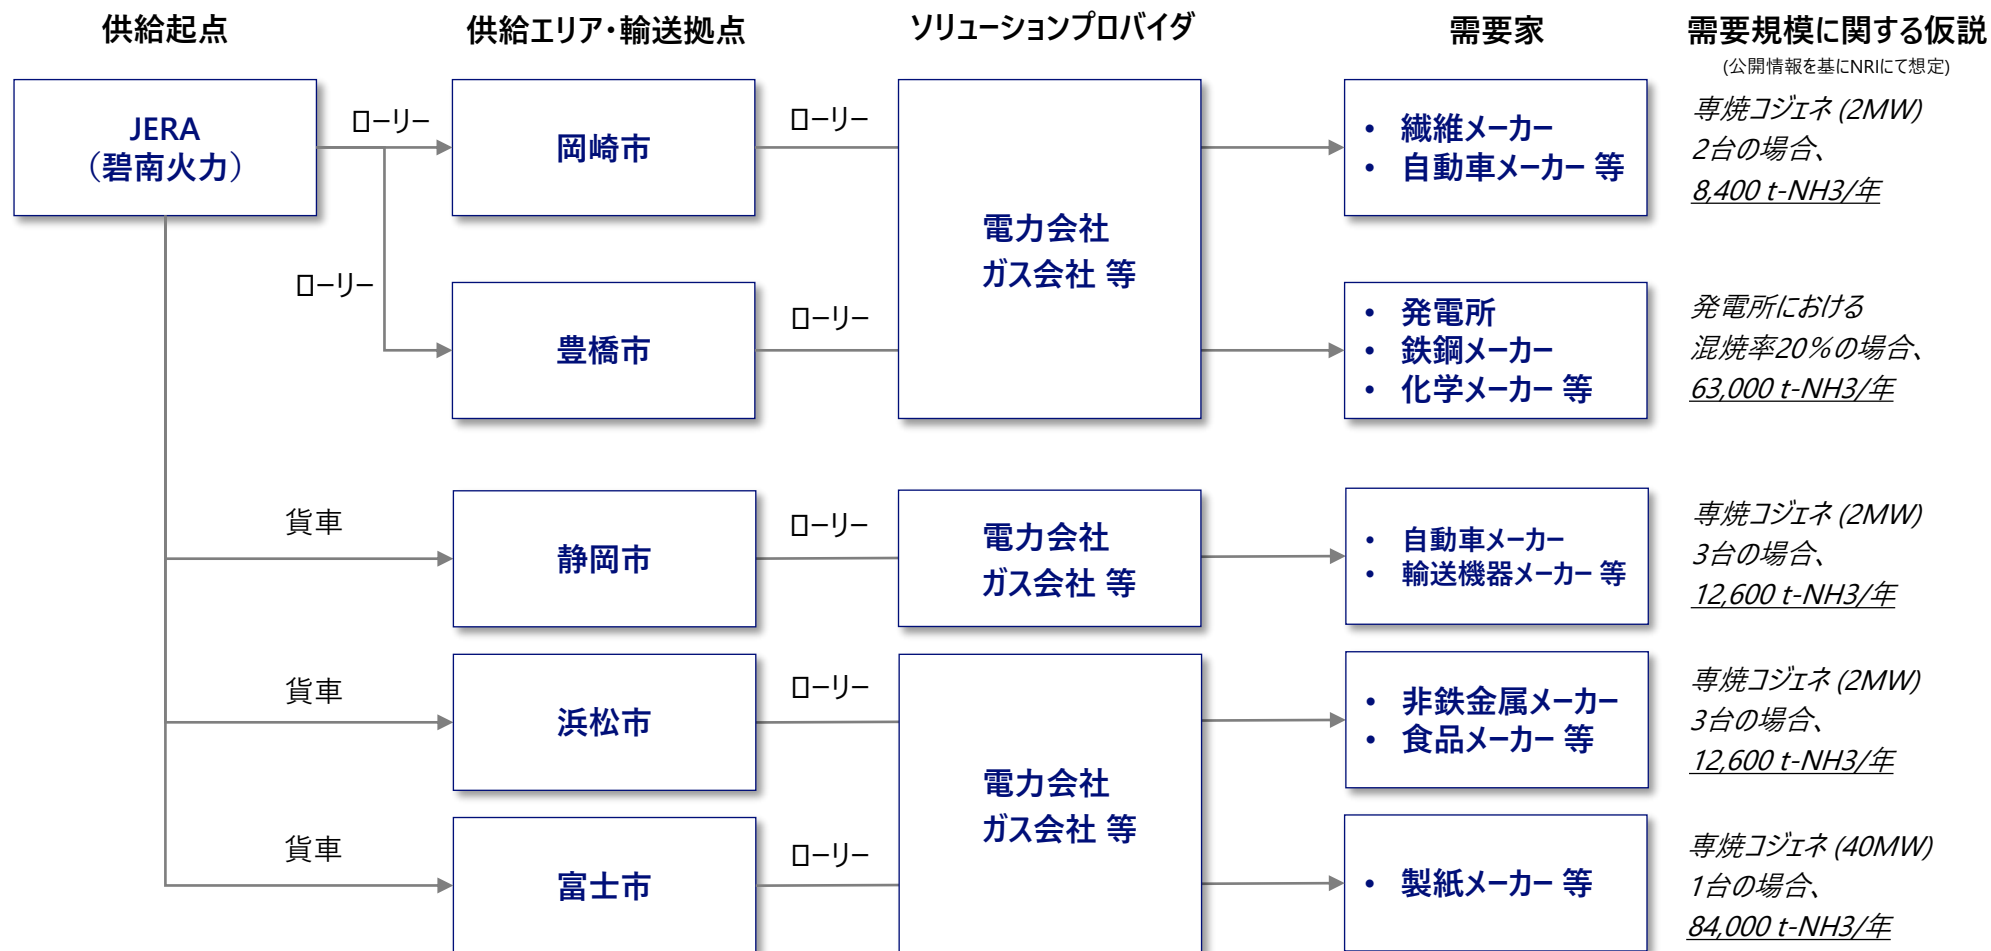 供給起点
供給エリア・輸送拠点
ソリューションプロバイダ
需要家
需要規模に関する仮説
(公開情報を基にNRIにて想定)
JERA
（碧南火力）
ローリー
岡崎市
ローリー
電力会社
ガス会社 等
• 繊維メーカー
• 自動車メーカー 等
専焼コジェネ (2MW)
2台の場合、
8,400 t-NH3/年
ローリー
豊橋市
ローリー
• 発電所
• 鉄鋼メーカー
• 化学メーカー 等
発電所における
混焼率20%の場合、
63,000 t-NH3/年
貨車
静岡市
ローリー
電力会社
ガス会社 等
• 自動車メーカー
• 輸送機器メーカー 等
専焼コジェネ (2MW)
3台の場合、
12,600 t-NH3/年
貨車
浜松市
ローリー
電力会社
ガス会社 等
• 非鉄金属メーカー
• 食品メーカー 等
専焼コジェネ (2MW)
3台の場合、
12,600 t-NH3/年
貨車
富士市
ローリー
• 製紙メーカー 等
専焼コジェネ (40MW)
1台の場合、
84,000 t-NH3/年